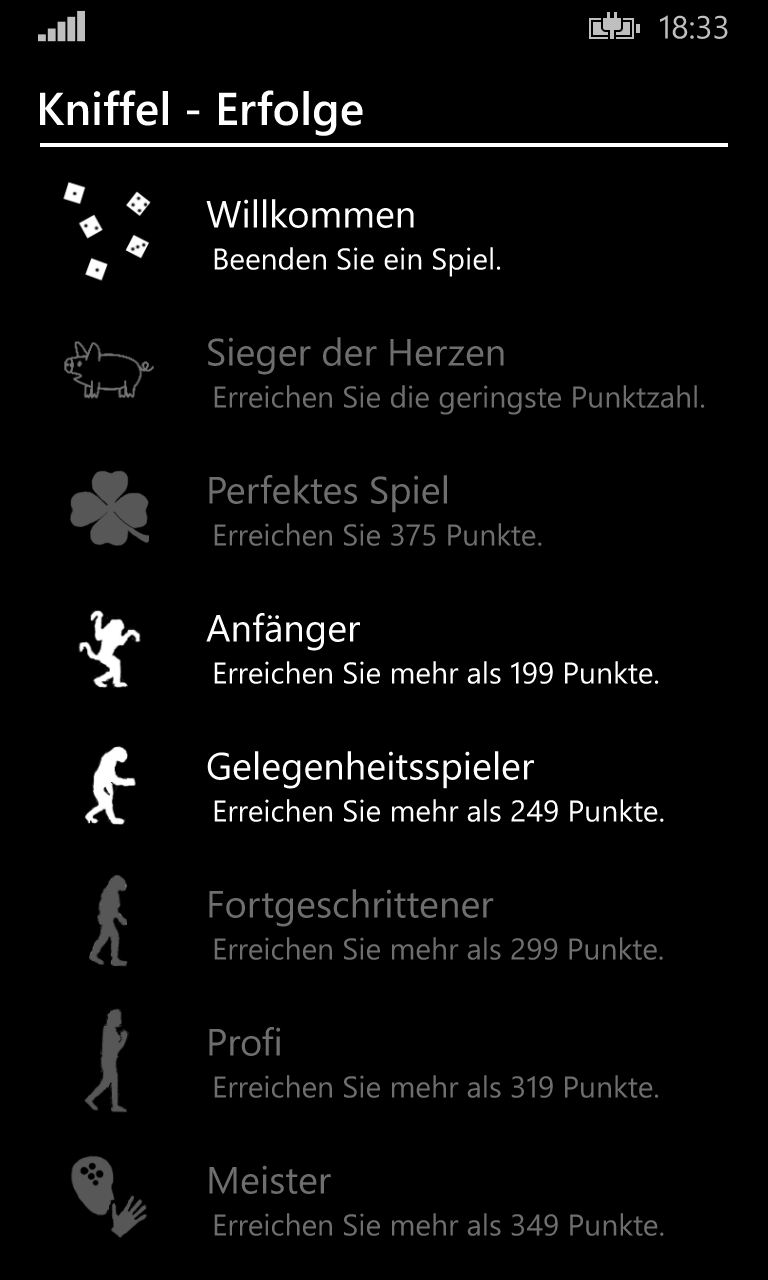 18:33
Kniffel - Erfolge
Willkommen
Beenden Sie ein Spiel.
Sieger der Herzen
Erreichen Sie die geringste Punktzahl.
Perfektes Spiel
Erreichen Sie 375 Punkte.
Anfänger
Erreichen Sie mehr als 199 Punkte.
Gelegenheitsspieler
Erreichen Sie mehr als 249 Punkte.
Fortgeschrittener
Erreichen Sie mehr als 299 Punkte.
Profi
Erreichen Sie mehr als 319 Punkte.
Meister
Erreichen Sie mehr als 349 Punkte.